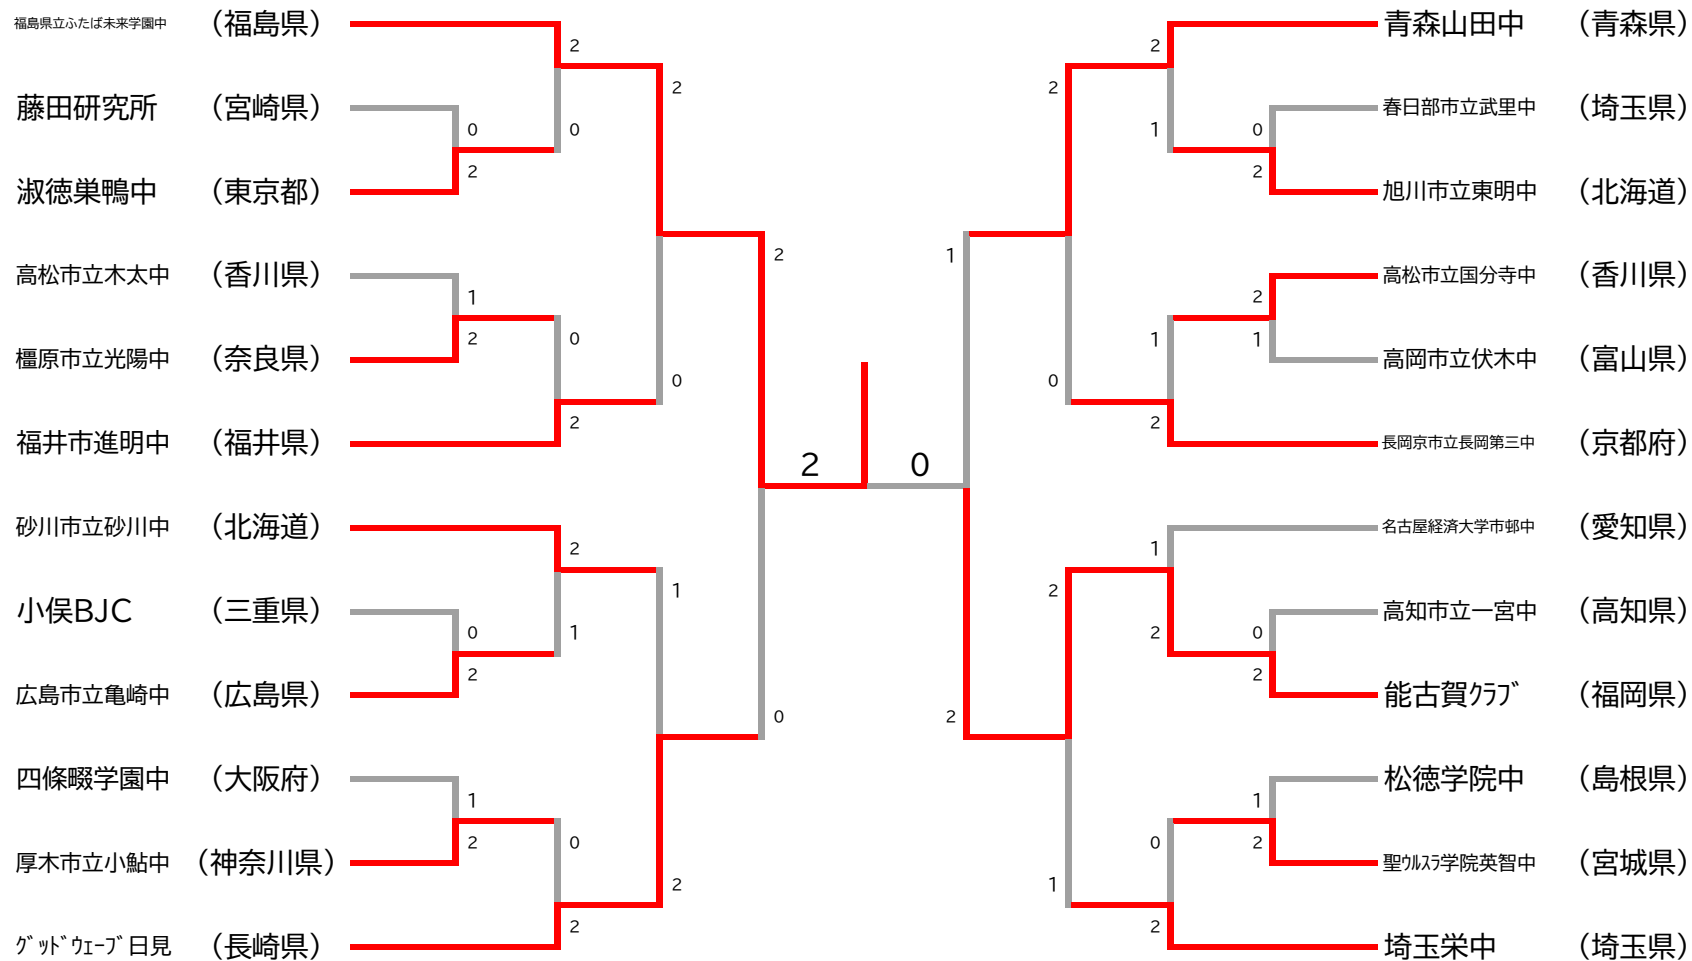 福島県立ふたば未来学園中 （福島県）
2
2
藤田研究所 （宮崎県）
0
0
2
淑徳巣鴨中 （東京都）
2
高松市立木太中 （香川県）
1
2
0
橿原市立光陽中 （奈良県）
0
2
福井市進明中 （福井県）
2 0
砂川市立砂川中 （北海道）
2
1
小俣BJC （三重県）
0
1
2
広島市立亀崎中 （広島県）
0
四條畷学園中 （大阪府）
1
2
0
厚木市立小鮎中 （神奈川県）
2
2
グッドウェーブ日見 （長崎県）
青森山田中 （青森県）
2
2
春日部市立武里中 （埼玉県）
1
0
2
旭川市立東明中 （北海道）
1
高松市立国分寺中 （香川県）
2
1
1
高岡市立伏木中 （富山県）
0
2
長岡京市立長岡第三中 （京都府）
名古屋経済大学市邨中 （愛知県）
1
2
高知市立一宮中 （高知県）
2
0
2
能古賀クラブ （福岡県）
2
松徳学院中 （島根県）
1
0
2
聖ウルスラ学院英智中 （宮城県）
1
2
埼玉栄中 （埼玉県）